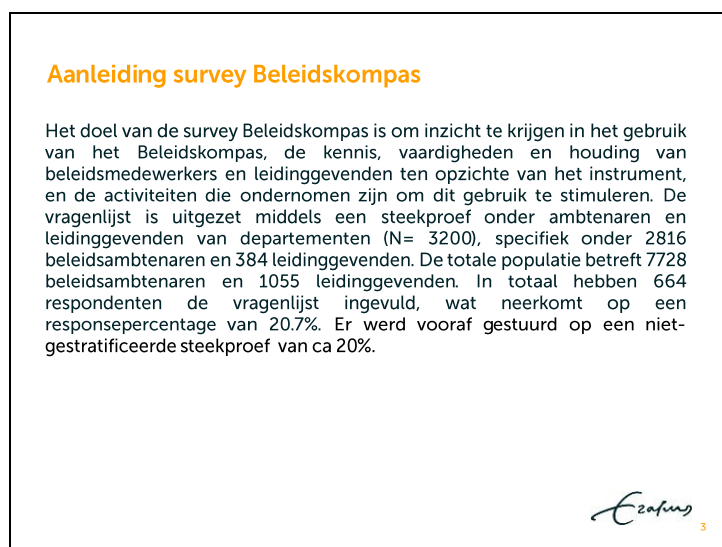 Aanleiding survey Beleidskompas
Het doel van de survey Beleidskompas is om inzicht te krijgen in het gebruik
van het Beleidskompas, de kennis, vaardigheden en houding van
beleidsmedewerkers en leidinggevenden ten opzichte van het instrument,
en de activiteiten die ondernomen zijn om dit gebruik te stimuleren. De
vragenlijst is uitgezet middels een steekproef onder ambtenaren en
leidinggevenden van departementen (N= 3200), specifiek onder 2816
beleidsambtenaren en 384 leidinggevenden. De totale populatie betreft 7728
beleidsambtenaren en 1055 leidinggevenden. In totaal hebben 664
respondenten de vragenlijst ingevuld, wat neerkomt op een
responsepercentage van 20.7%. Er werd vooraf gestuurd op een niet-
gestratificeerde steekproef van ca 20%.
Erasmus
3